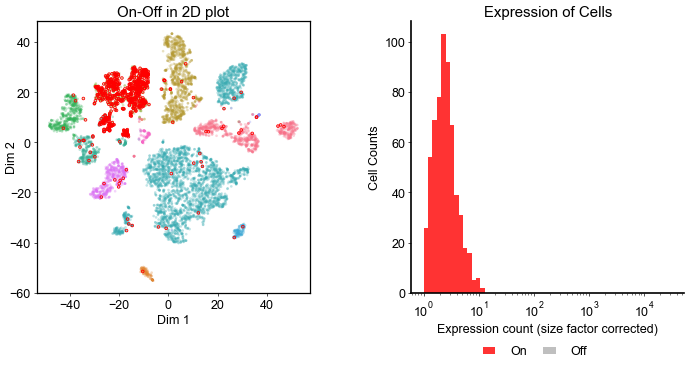 On-Off in 2D plot
40
20
0
−20
−40
−60
Dim 2
−40 −20 0 20 40
Dim 1
Expression of Cells
100
80
60
40
20
0
Cell Counts
10^0 10^1 10^2 10^3 10^4
Expression count (size factor corrected)
On Off